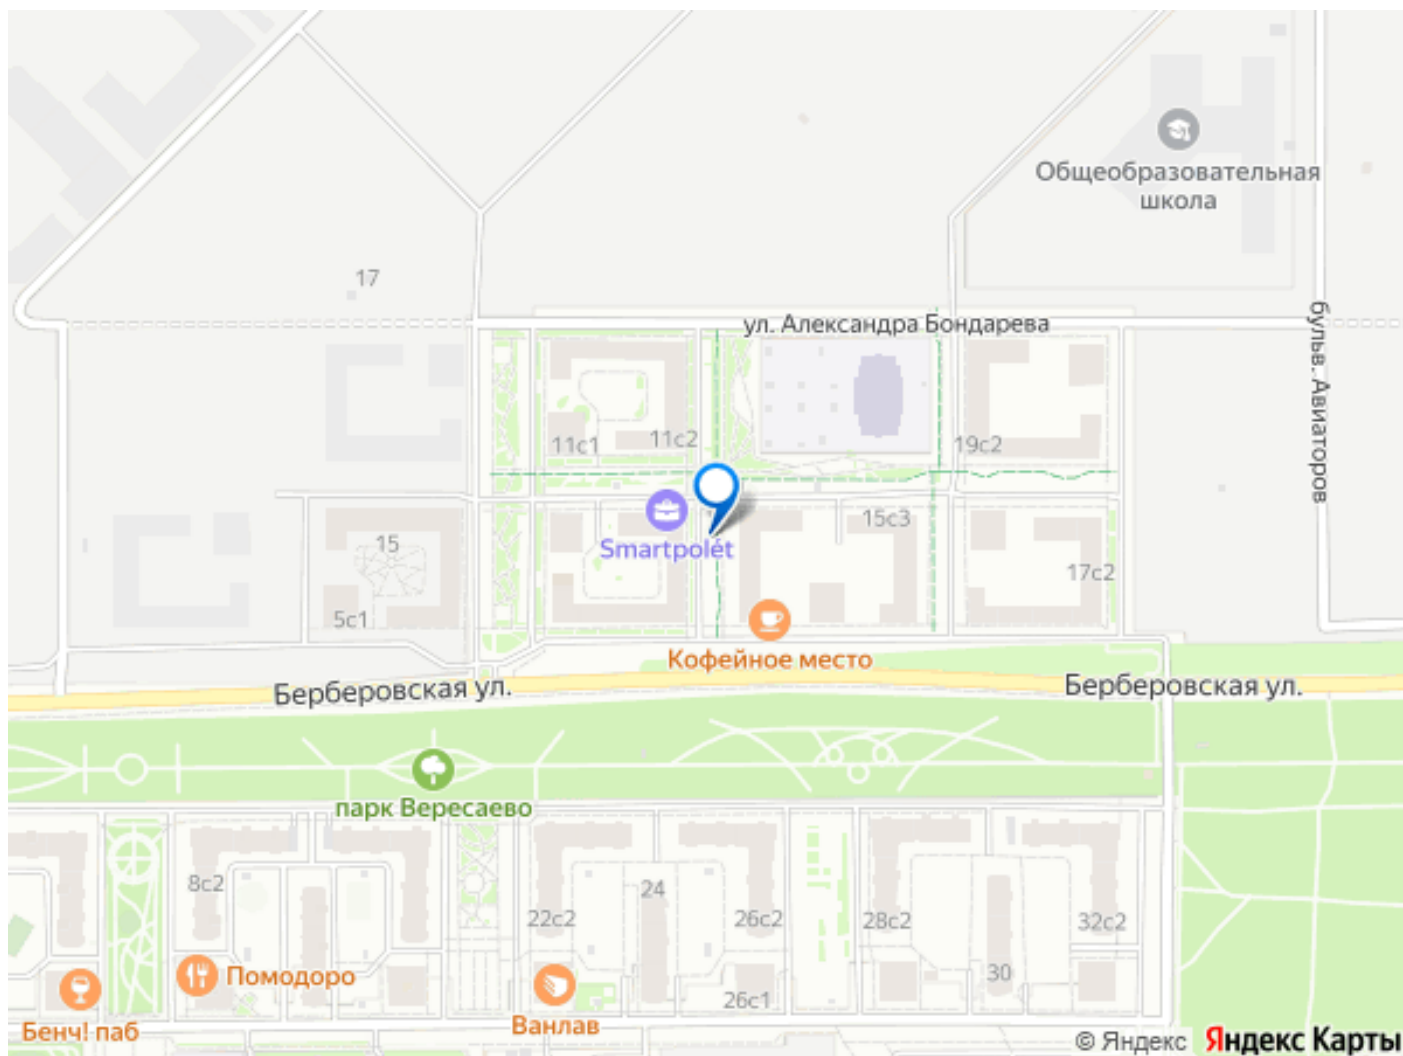 Общеобразовательная
школа
17
ул. Александра Бондарева
бульв. Авиаторов
11с1
11с2
19с2
15
Smartpolét
15с3
17с2
5с1
Кофейное место
Берберовская ул.
Берберовская ул.
парк Вересаево
8с2
24
22с2
26с2
28с2
32с2
Помодоро
30
26с1
Бенч! паб
Ванлав
© Яндекс Яндекс Карты